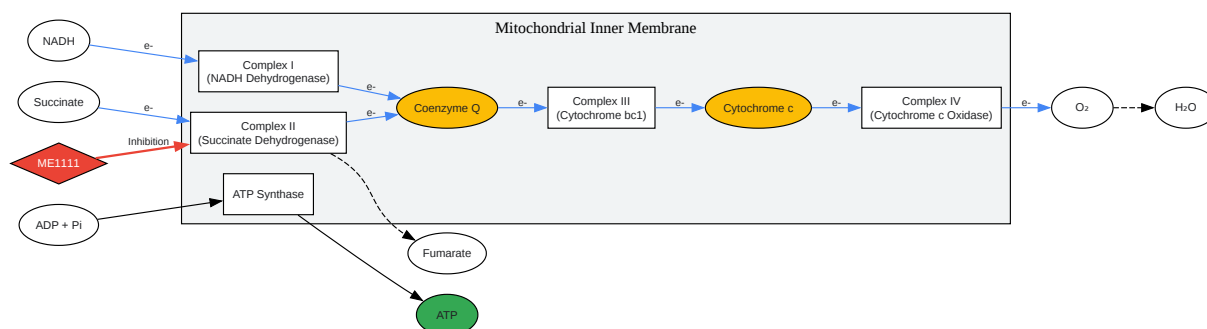 Mitochondrial Inner Membrane
NADH
e-
Complex I
(NADH Dehydrogenase)
e-
Succinate
e-
Complex II
(Succinate Dehydrogenase)
e-
Coenzyme Q
e-
Complex III
(Cytochrome bc1)
e-
Cytochrome c
e-
Complex IV
(Cytochrome c Oxidase)
e-
O₂
H₂O
Inhibition
ME1111
ATP Synthase
ADP + Pi
Fumarate
ATP